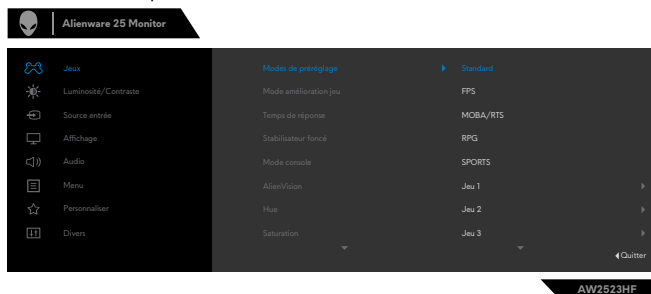 Alienware 25 Monitor
Jeux Modes de préréglage Standard
Luminosité/Contraste Mode amélioration jeu FPS
Source entrée Temps de réponse MOBA/RTS
Affichage Stabilisateur foncé RPG
Audio Mode console SPORTS
Menu AlienVision Jeu 1
Personnaliser Hue Jeu 2
Divers Saturation Jeu 3
Quitter
AW2523HF